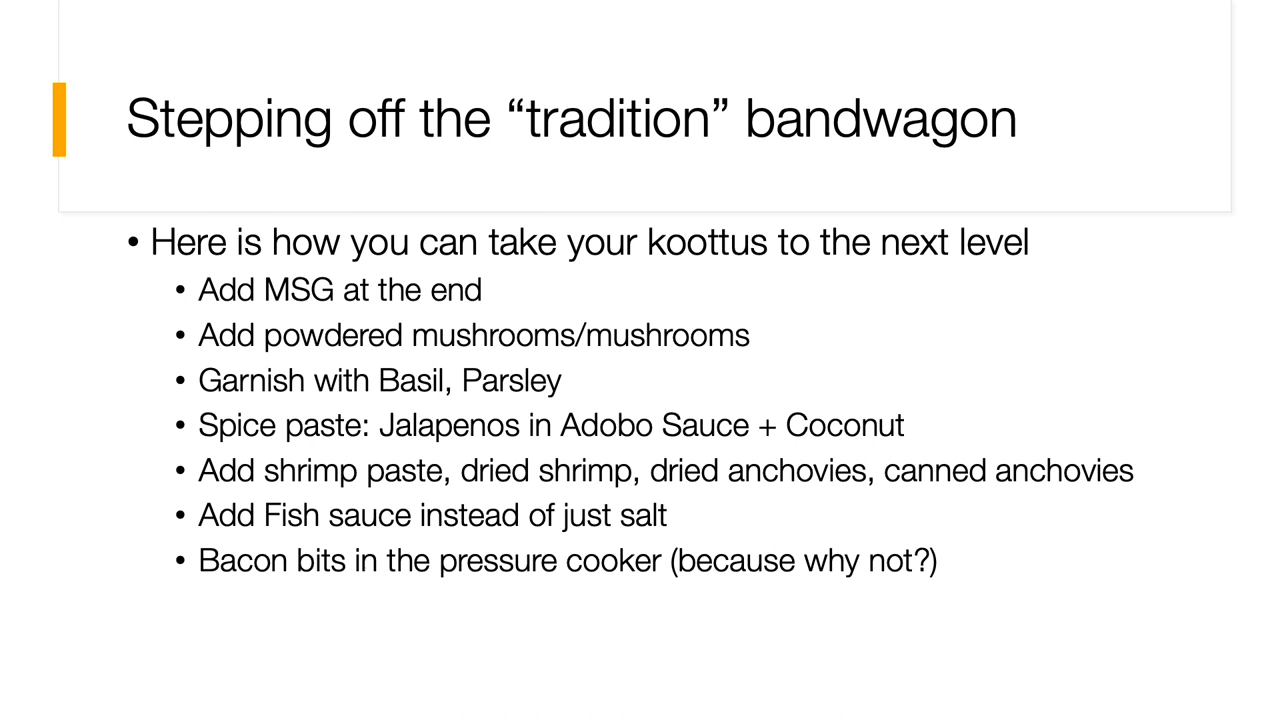 Stepping off the “tradition” bandwagon
• Here is how you can take your koottus to the next level
• Add MSG at the end
• Add powdered mushrooms/mushrooms
• Garnish with Basil, Parsley
• Spice paste: Jalapenos in Adobo Sauce + Coconut
• Add shrimp paste, dried shrimp, dried anchovies, canned anchovies
• Add Fish sauce instead of just salt
• Bacon bits in the pressure cooker (because why not?)